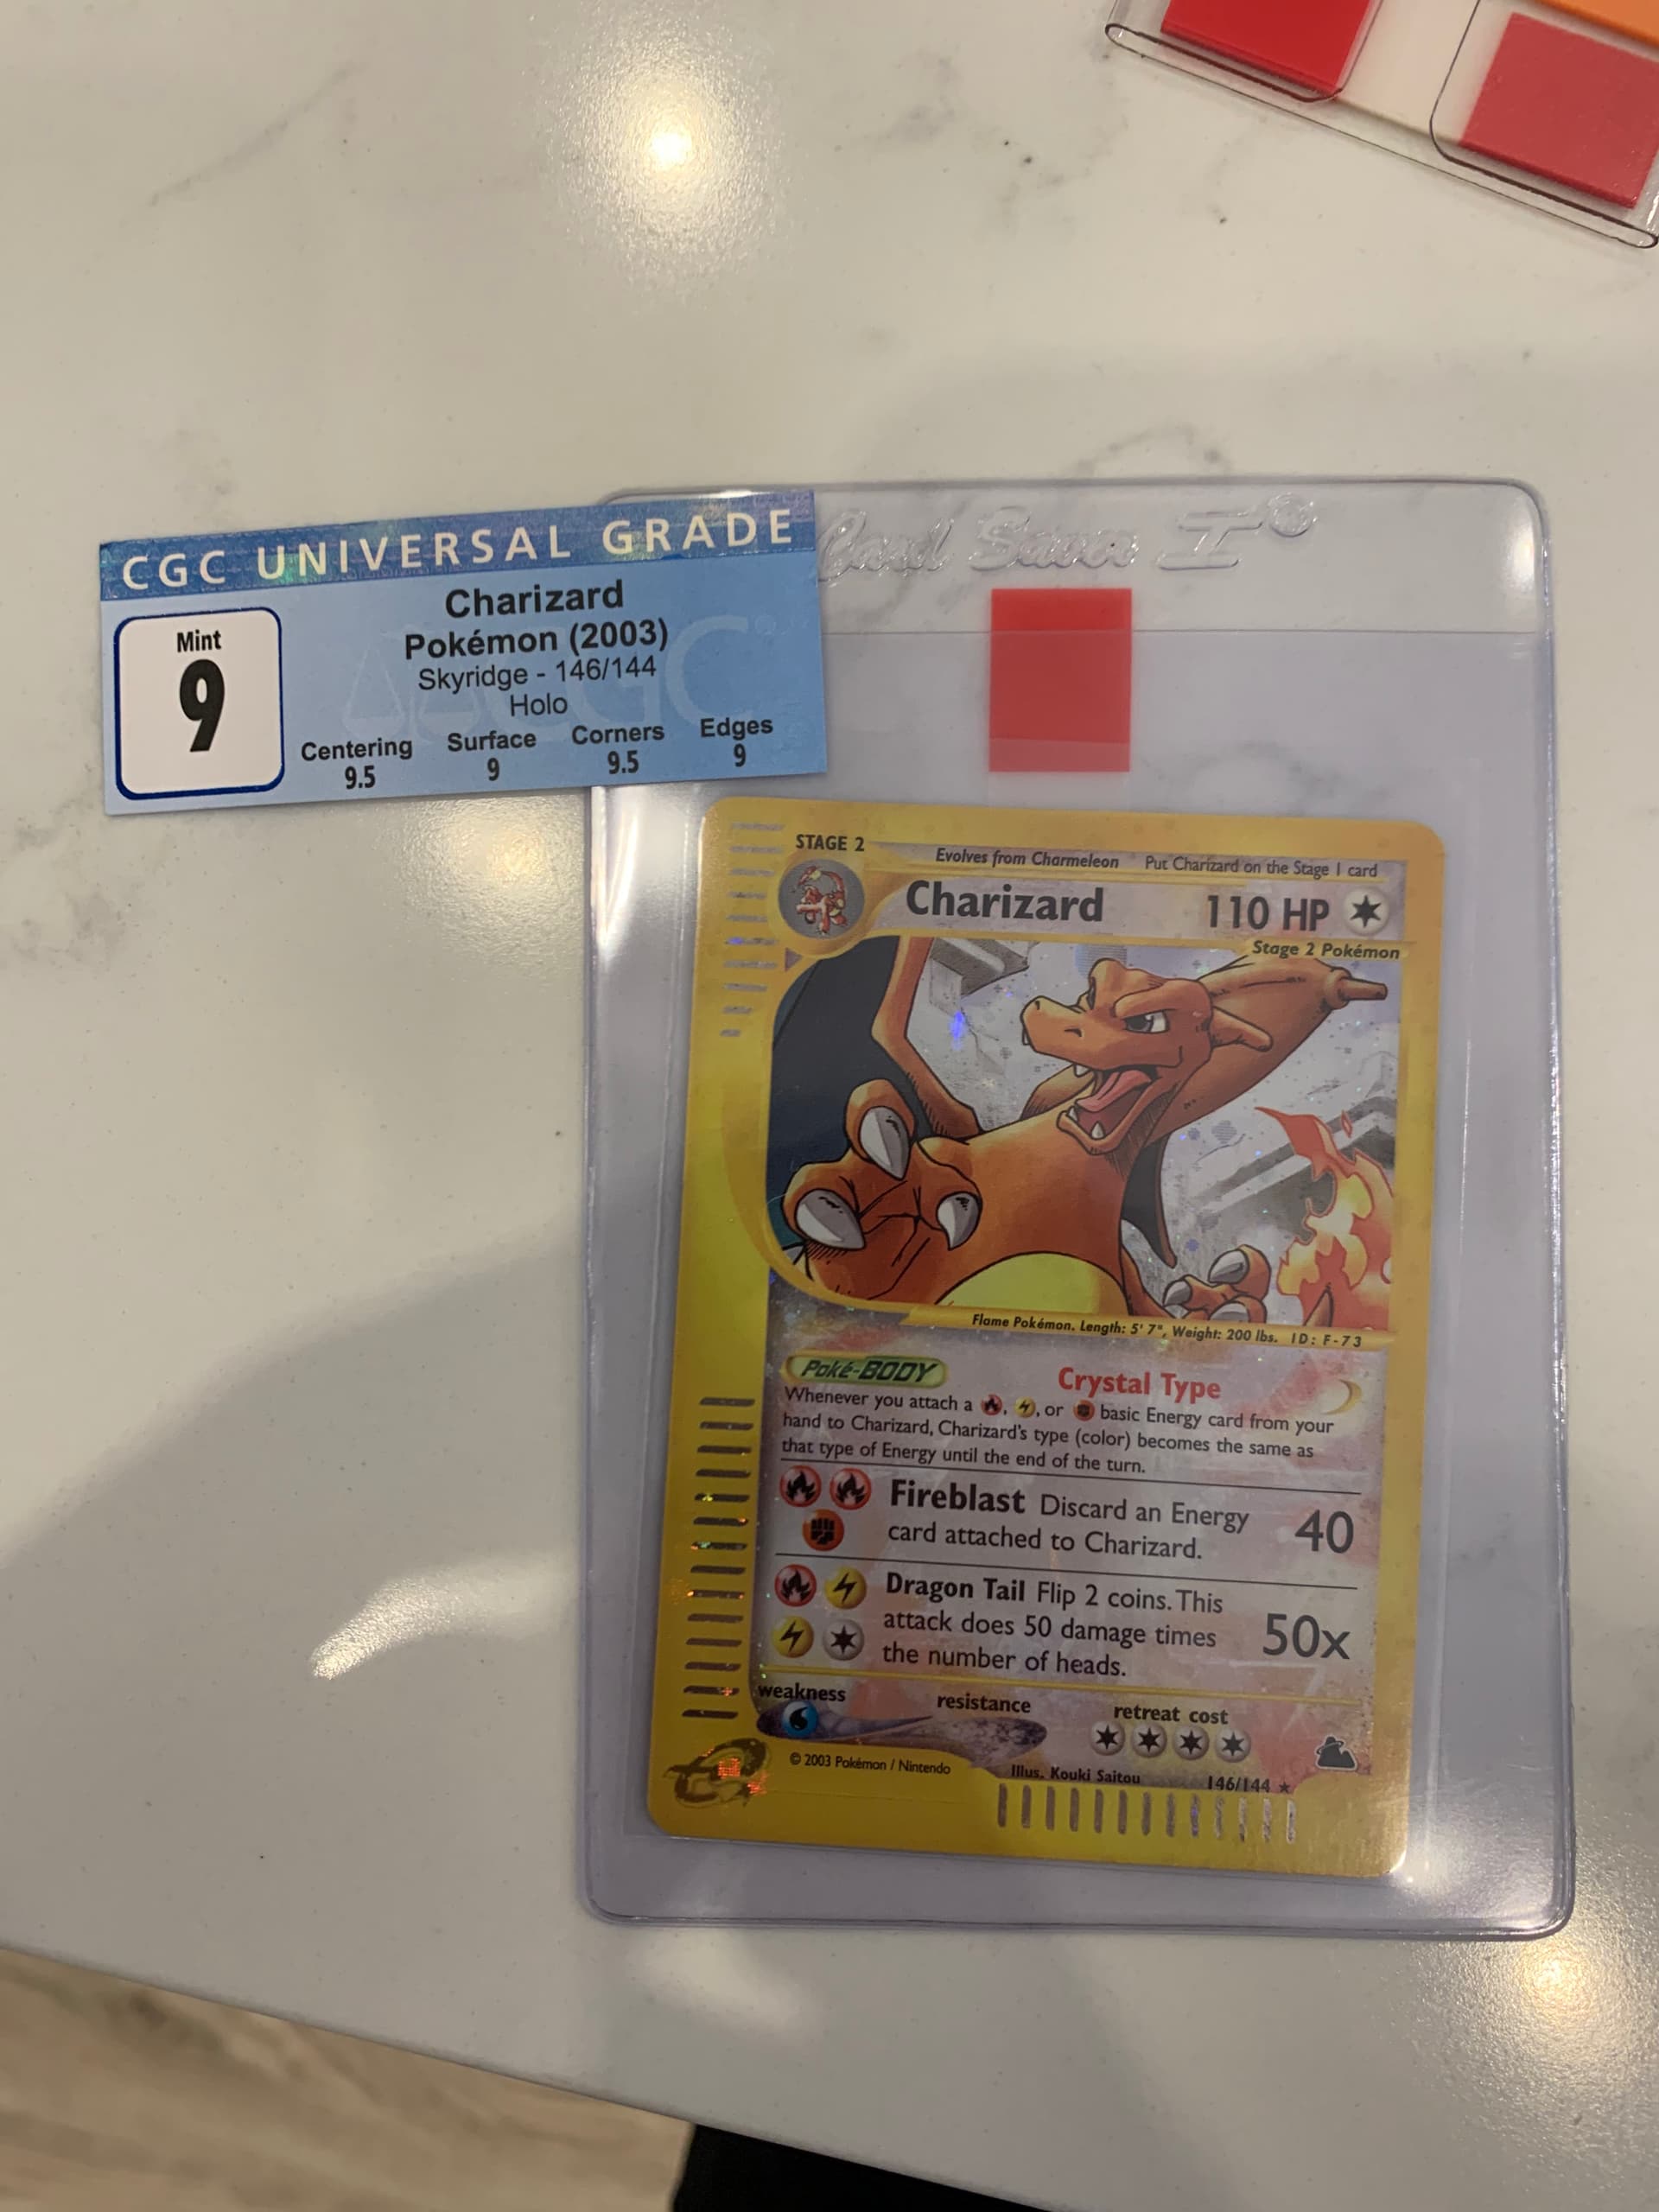 Card Saver I®
CGC UNIVERSAL GRADE
Mint
9
Charizard
Pokémon (2003)
Skyridge - 146/144
Holo
Centering Surface Corners Edges
9.5 9 9.5 9
STAGE 2
Evolves from Charmeleon Put Charizard on the Stage 1 card
Charizard 110 HP
Stage 2 Pokémon
Flame Pokémon. Length: 5' 7", Weight: 200 lbs. ID: F-73
Poké-BODY Crystal Type
Whenever you attach a , , or basic Energy card from your
hand to Charizard, Charizard's type (color) becomes the same as
that type of Energy until the end of the turn.
Fireblast Discard an Energy
card attached to Charizard.
40
Dragon Tail Flip 2 coins. This
attack does 50 damage times
the number of heads.
50x
weakness resistance retreat cost
© 2003 Pokémon / Nintendo
Illus. Kouki Saitou
146/144 ★